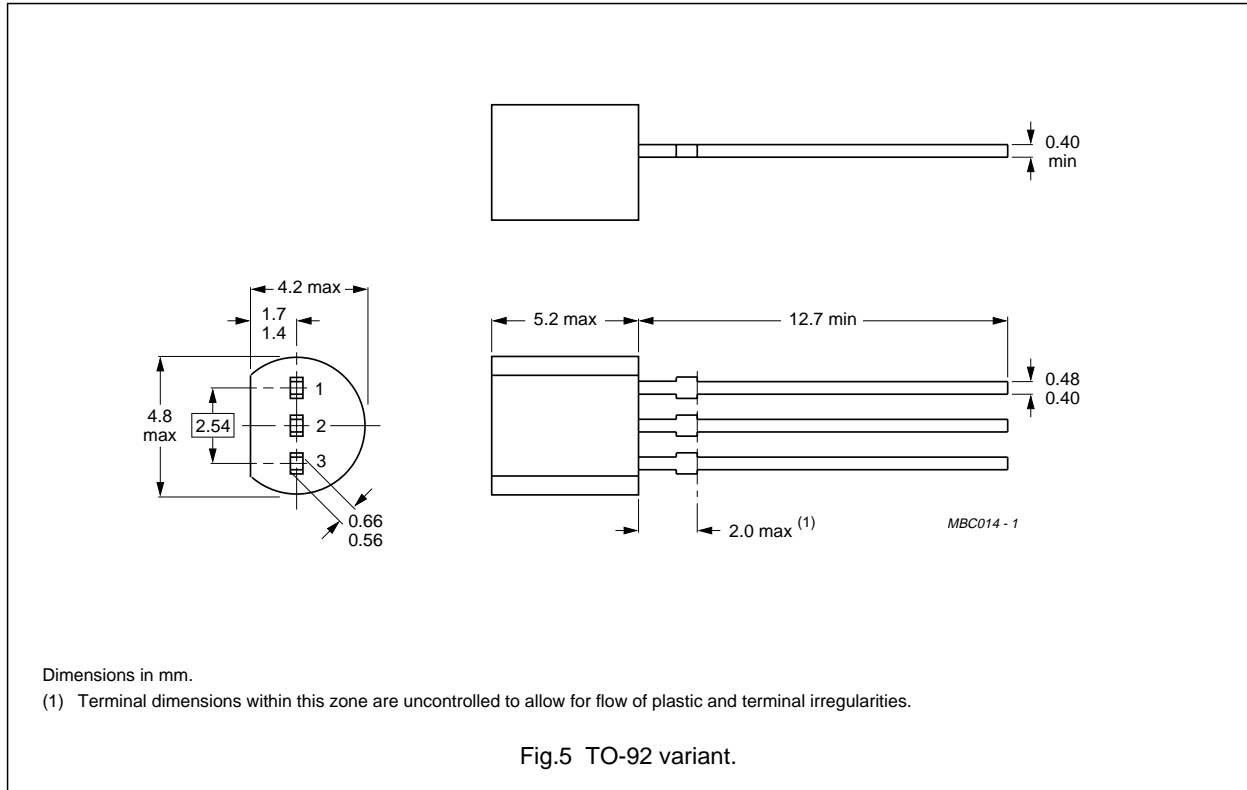 0.40
min
4.2 max
1.7
1.4
5.2 max
12.7 min
1
0.48
0.40
4.8
max
2.54
2
3
0.66
0.56
2.0 max (1)
MBC014 - 1
Dimensions in mm.
(1) Terminal dimensions within this zone are uncontrolled to allow for flow of plastic and terminal irregularities.
Fig.5 TO-92 variant.